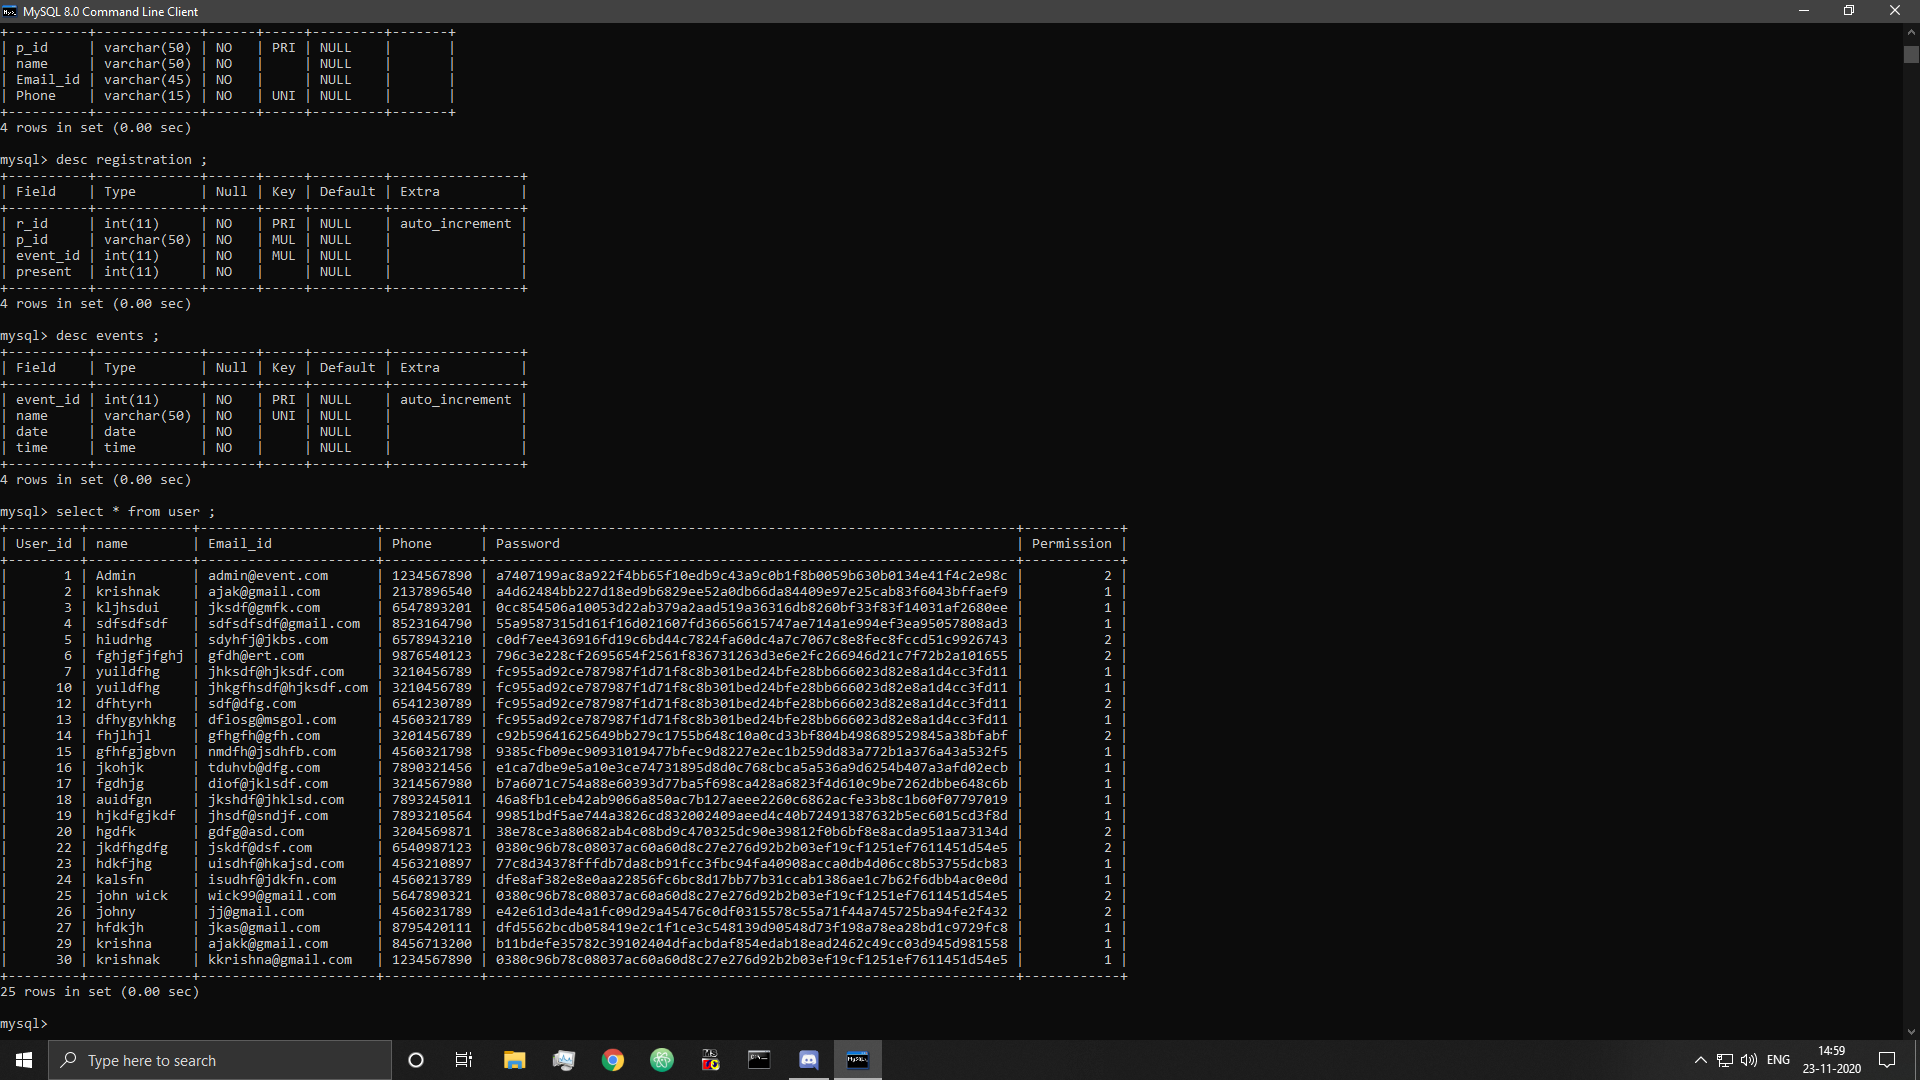 MySQL 8.0 Command Line Client
+----------+-------------+------+-----+---------+-------+
| p_id     | varchar(50) | NO   | PRI | NULL    |       |
| name     | varchar(50) | NO   |     | NULL    |       |
| Email_id | varchar(45) | NO   |     | NULL    |       |
| Phone    | varchar(15) | NO   | UNI | NULL    |       |
+----------+-------------+------+-----+---------+-------+
4 rows in set (0.00 sec)
mysql> desc registration ;
+----------+-------------+------+-----+---------+----------------+
| Field    | Type        | Null | Key | Default | Extra          |
+----------+-------------+------+-----+---------+----------------+
| r_id     | int(11)     | NO   | PRI | NULL    | auto_increment |
| p_id     | varchar(50) | NO   | MUL | NULL    |                |
| event_id | int(11)     | NO   | MUL | NULL    |                |
| present  | int(11)     | NO   |     | NULL    |                |
+----------+-------------+------+-----+---------+----------------+
4 rows in set (0.00 sec)
mysql> desc events ;
+----------+-------------+------+-----+---------+----------------+
| Field    | Type        | Null | Key | Default | Extra          |
+----------+-------------+------+-----+---------+----------------+
| event_id | int(11)     | NO   | PRI | NULL    | auto_increment |
| name     | varchar(50) | NO   | UNI | NULL    |                |
| date     | date        | NO   |     | NULL    |                |
| time     | time        | NO   |     | NULL    |                |
+----------+-------------+------+-----+---------+----------------+
4 rows in set (0.00 sec)
mysql> select * from user ;
+---------+-------------+----------------------+------------+------------------------------------------------------------------+------------+
| User_id | name        | Email_id             | Phone      | Password                                                         | Permission |
+---------+-------------+----------------------+------------+------------------------------------------------------------------+------------+
|       1 | Admin       | admin@event.com      | 1234567890 | a7407199ac8a922f4bb65f10edb9c43a9c0b1f8b0059b630b0134e41f4c2e98c |          2 |
|       2 | krishnak    | ajak@gmail.com       | 2137896540 | a4d62484bb227d18ed9b6829ee52a0db66da84409e97e25cab83f6043bffaef9 |          1 |
|       3 | kljhsdui    | jksdf@gmfk.com       | 6547893201 | 0cc854506a10053d22ab379a2aad519a36316db8260bf33f83f14031af2680ee |          1 |
|       4 | sdfsdfsdf   | sdfsdfsdf@gmail.com  | 8523164790 | 55a9587315d161f16d021607fd36656615747ae714a1e994ef3ea95057808ad3 |          1 |
|       5 | hiudrhg     | sdyhfj@jkbs.com      | 6578943210 | c0df7ee436916fd19c6bd44c7824fa60dc4a7c7067c8e8fec8fccd51c9926743 |          2 |
|       6 | fghjgfjfghj | gfdh@ert.com         | 9876540123 | 796c3e228cf2695654f2561f836731263d3e6e2fc266946d21c7f72b2a101655 |          2 |
|       7 | yuildfhg    | jhksdf@hjksdf.com    | 3210456789 | fc955ad92ce787987f1d71f8c8b301bed24bfe28bb666023d82e8a1d4cc3fd11 |          1 |
|      10 | yuildfhg    | jhkgfhsdf@hjksdf.com | 3210456789 | fc955ad92ce787987f1d71f8c8b301bed24bfe28bb666023d82e8a1d4cc3fd11 |          1 |
|      12 | dfhtyrh     | sdf@dfg.com          | 6541230789 | fc955ad92ce787987f1d71f8c8b301bed24bfe28bb666023d82e8a1d4cc3fd11 |          2 |
|      13 | dfhygyhkhg  | dfiosg@msgol.com     | 4560321789 | fc955ad92ce787987f1d71f8c8b301bed24bfe28bb666023d82e8a1d4cc3fd11 |          1 |
|      14 | fhjlhjl     | gfhgfh@gfh.com       | 3201456789 | c92b59641625649bb279c1755b648c10a0cd33bf804b498689529845a38bfabf |          2 |
|      15 | gfhfgjgbvn  | nmdfh@jsdhfb.com     | 4560321798 | 9385cfb09ec90931019477bfec9d8227e2ec1b259dd83a772b1a376a43a532f5 |          1 |
|      16 | jkohjk      | tduhvb@dfg.com       | 7890321456 | e1ca7dbe9e5a10e3ce74731895d8d0c768cbca5a536a9d6254b407a3afd02ecb |          1 |
|      17 | fgdhjg      | diof@jklsdf.com      | 3214567980 | b7a6071c754a88e60393d77ba5f698ca428a6823f4d610c9be7262dbbe648c6b |          1 |
|      18 | auidfgn     | jkshdf@jhklsd.com    | 7893245011 | 46a8fb1ceb42ab9066a850ac7b127aeee2260c6862acfe33b8c1b60f07797019 |          1 |
|      19 | hjkdfgjkdf  | jhsdf@sndjf.com      | 7893210564 | 99851bdf5ae744a3826cd832002409aeed4c40b72491387632b5ec6015cd3f8d |          1 |
|      20 | hgdfk       | gdfg@asd.com         | 3204569871 | 38e78ce3a80682ab4c08bd9c470325dc90e39812f0b6bf8e8acda951aa73134d |          2 |
|      22 | jkdfhgdfg   | jskdf@dsf.com        | 6540987123 | 0380c96b78c08037ac60a60d8c27e276d92b2b03ef19cf1251ef7611451d54e5 |          2 |
|      23 | hdkfjhg     | uisdhf@hkajsd.com    | 4563210897 | 77c8d34378fffdb7da8cb91fcc3fbc94fa40908acca0db4d06cc8b53755dcb83 |          1 |
|      24 | kalsfn      | isudhf@jdkfn.com     | 4560213789 | dfe8af382e8e0aa22856fc6bc8d17bb77b31ccab1386ae1c7b62f6dbb4ac0e0d |          1 |
|      25 | john wick   | wick99@gmail.com     | 5647890321 | 0380c96b78c08037ac60a60d8c27e276d92b2b03ef19cf1251ef7611451d54e5 |          2 |
|      26 | johny       | jj@gmail.com         | 4560231789 | e42e61d3de4a1fc09d29a45476c0df0315578c55a71f44a745725ba94fe2f432 |          2 |
|      27 | hfdkjh      | jkas@gmail.com       | 8795420111 | dfd5562bcdb058419e2c1f1ce3c548139d90548d73f198a78ea28bd1c9729fc8 |          1 |
|      29 | krishna     | ajakk@gmail.com      | 8456713200 | b11bdefe35782c39102404dfacbdaf854edab18ead2462c49cc03d945d981558 |          1 |
|      30 | krishnak    | kkrishna@gmail.com   | 1234567890 | 0380c96b78c08037ac60a60d8c27e276d92b2b03ef19cf1251ef7611451d54e5 |          1 |
+---------+-------------+----------------------+------------+------------------------------------------------------------------+------------+
25 rows in set (0.00 sec)
mysql>
Type here to search
ENG
14:59
23-11-2020